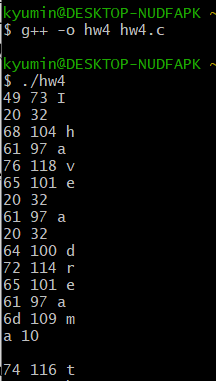 kyumin@DESKTOP-NUDFAPK ~
$ g++ -o hw4 hw4.c
kyumin@DESKTOP-NUDFAPK ~
$ ./hw4
49 73 I
20 32
68 104 h
61 97 a
76 118 v
65 101 e
20 32
61 97 a
20 32
64 100 d
72 114 r
65 101 e
61 97 a
6d 109 m
a 10
74 116 t